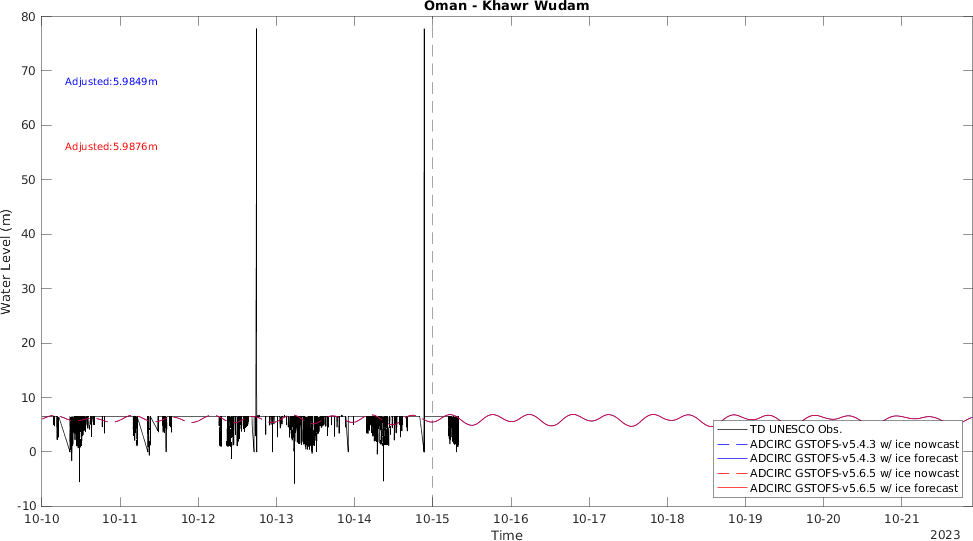 Oman - Khawr Wudam
80
70
60
50
40
30
20
10
0
-10
Water Level (m)
Adjusted:5.9849m
Adjusted:5.9876m
TD UNESCO Obs.
ADCIRC GSTOFS-v5.4.3 w/ ice nowcast
ADCIRC GSTOFS-v5.4.3 w/ ice forecast
ADCIRC GSTOFS-v5.6.5 w/ ice nowcast
ADCIRC GSTOFS-v5.6.5 w/ ice forecast
10-10 10-11 10-12 10-13 10-14 10-15 10-16 10-17 10-18 10-19 10-20 10-21
Time
2023